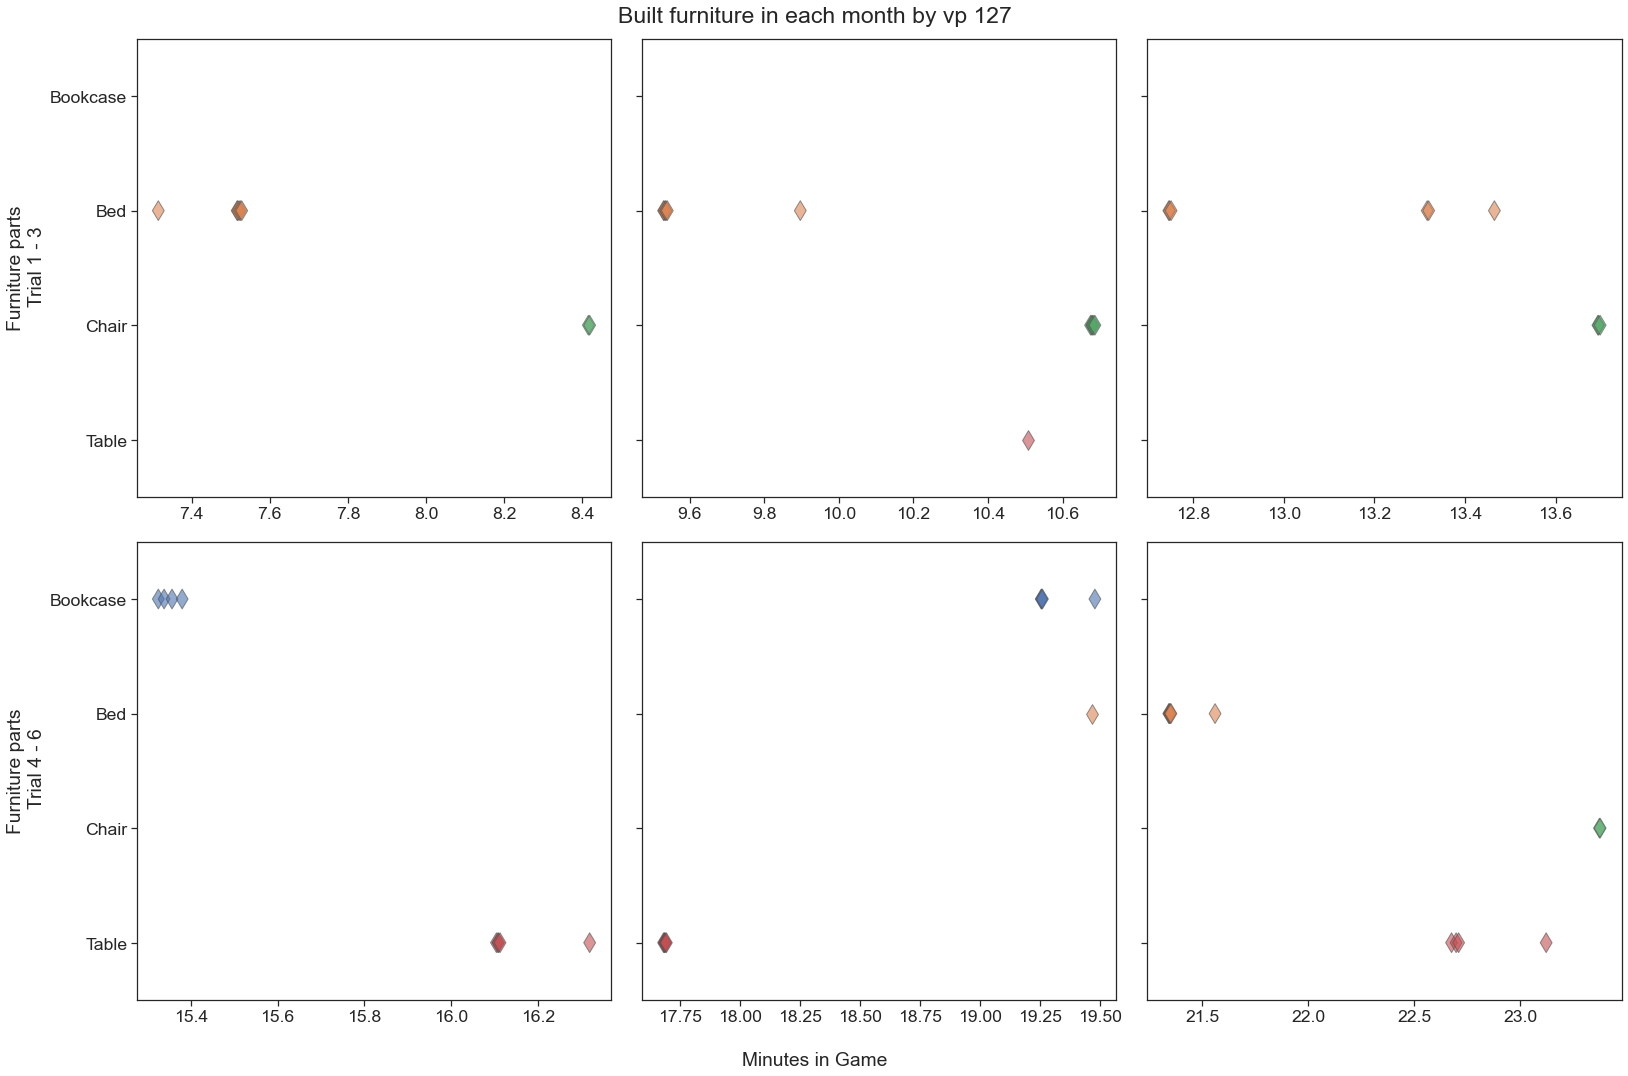 Built furniture in each month by vp 127
Furniture parts
Trial 1 - 3
Bookcase
Bed
Chair
Table
7.4 7.6 7.8 8.0 8.2 8.4
9.6 9.8 10.0 10.2 10.4 10.6
12.8 13.0 13.2 13.4 13.6
Furniture parts
Trial 4 - 6
Bookcase
Bed
Chair
Table
15.4 15.6 15.8 16.0 16.2
17.75 18.00 18.25 18.50 18.75 19.00 19.25 19.50
21.5 22.0 22.5 23.0
Minutes in Game